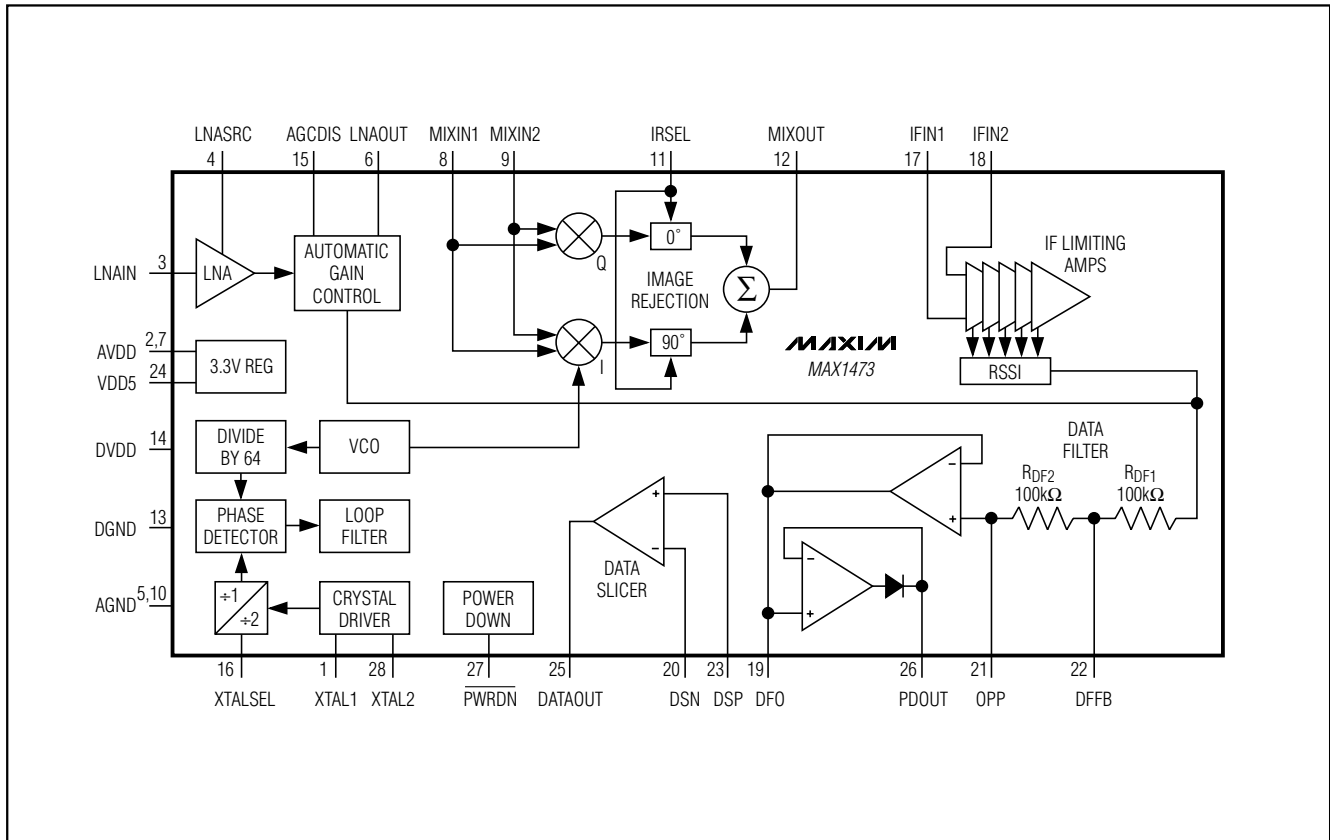 LNASRC AGCDIS LNAOUT MIXIN1 MIXIN2 IRSEL MIXOUT IFIN1 IFIN2
4 15 6 8 9 11 12 17 18
LNAIN 3
LNA
AUTOMATIC
GAIN
CONTROL
Q
0°
IMAGE
REJECTION
Σ
I
90°
IF LIMITING
AMPS
RSSI
MAXIM
MAX1473
AVDD 2,7
VDD5 24
3.3V REG
DVDD 14
DIVIDE
BY 64
VCO
DGND 13
PHASE
DETECTOR
LOOP
FILTER
AGND 5,10
÷1
÷2
CRYSTAL
DRIVER
POWER
DOWN
+
−
DATA
SLICER
−
+
−
+
DATA
FILTER
RDF2
100kΩ
RDF1
100kΩ
16 1 28 27 25 20 23 19 26 21 22
XTALSEL XTAL1 XTAL2 PWRDN DATAOUT DSN DSP DFO PDOUT OPP DFFB